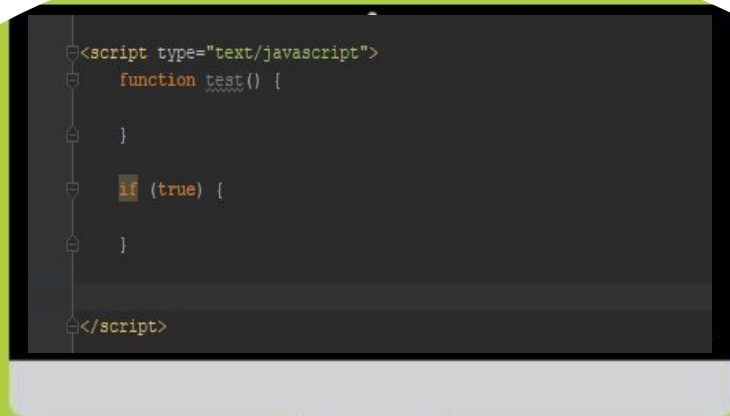 <script type="text/javascript">
function test() {
}
if (true) {
}
</script>